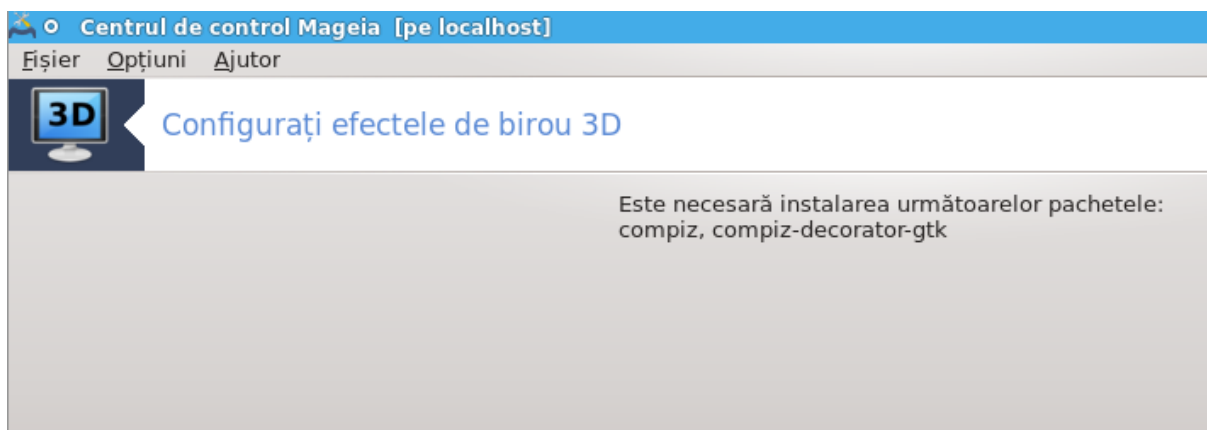 Centrul de control Mageia  [pe localhost]
Fișier Opțiuni Ajutor
3D
Configurați efectele de birou 3D
Este necesară instalarea următoarelor pachetele:
compiz, compiz-decorator-gtk